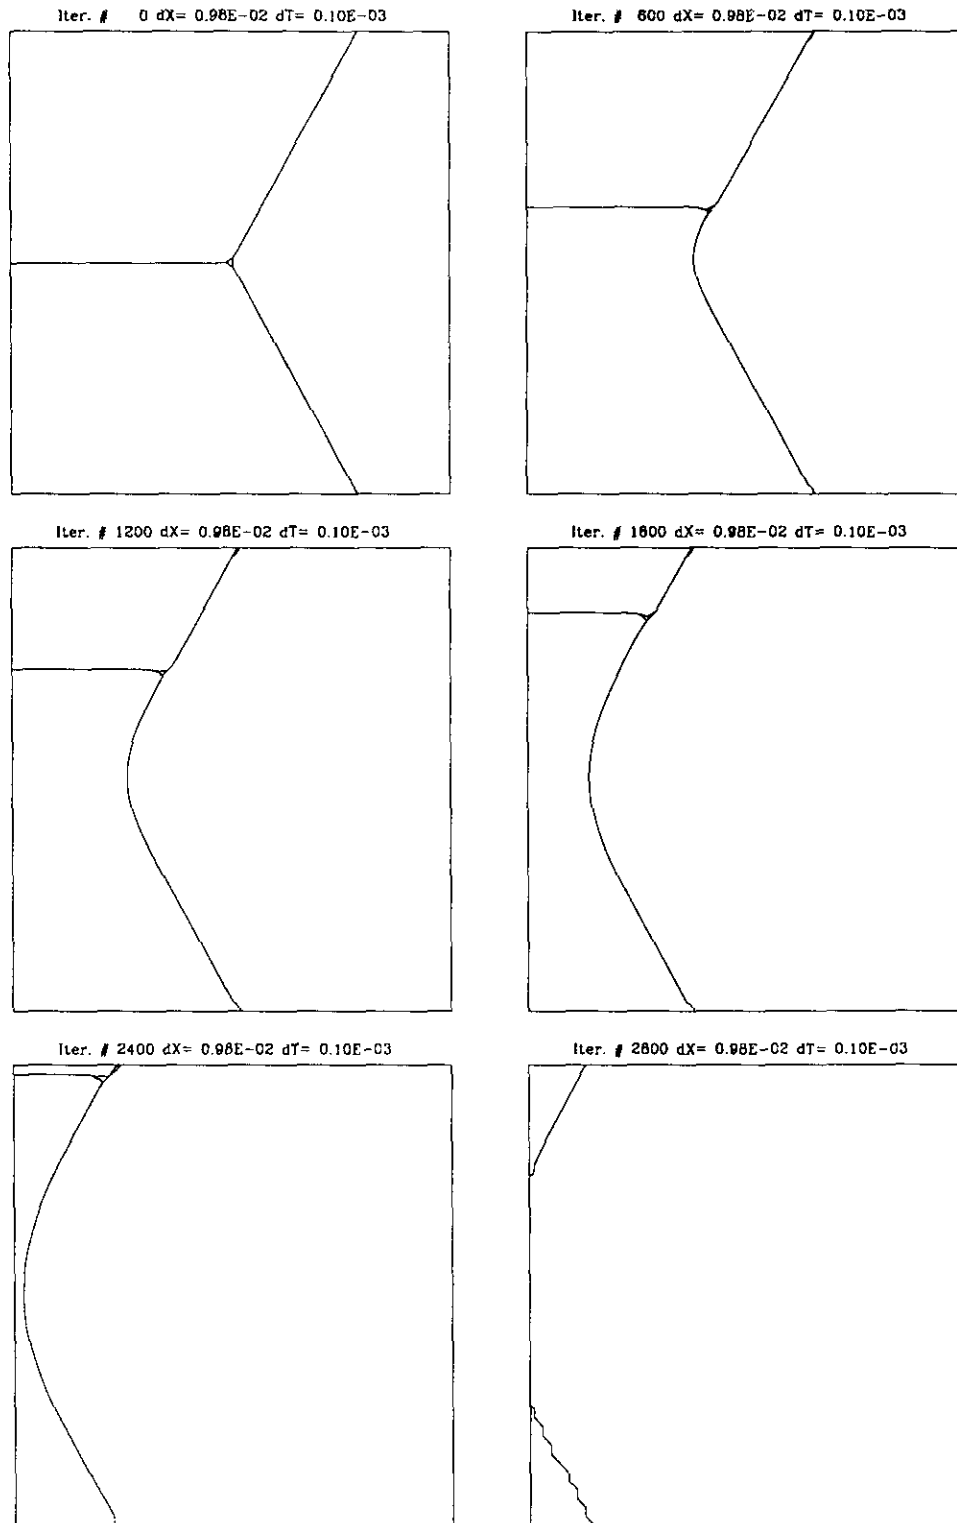 Iter. # 0 dX= 0.98E-02 dT= 0.10E-03
Iter. # 600 dX= 0.98E-02 dT= 0.10E-03
Iter. # 1200 dX= 0.98E-02 dT= 0.10E-03
Iter. # 1800 dX= 0.98E-02 dT= 0.10E-03
Iter. # 2400 dX= 0.98E-02 dT= 0.10E-03
Iter. # 2800 dX= 0.98E-02 dT= 0.10E-03